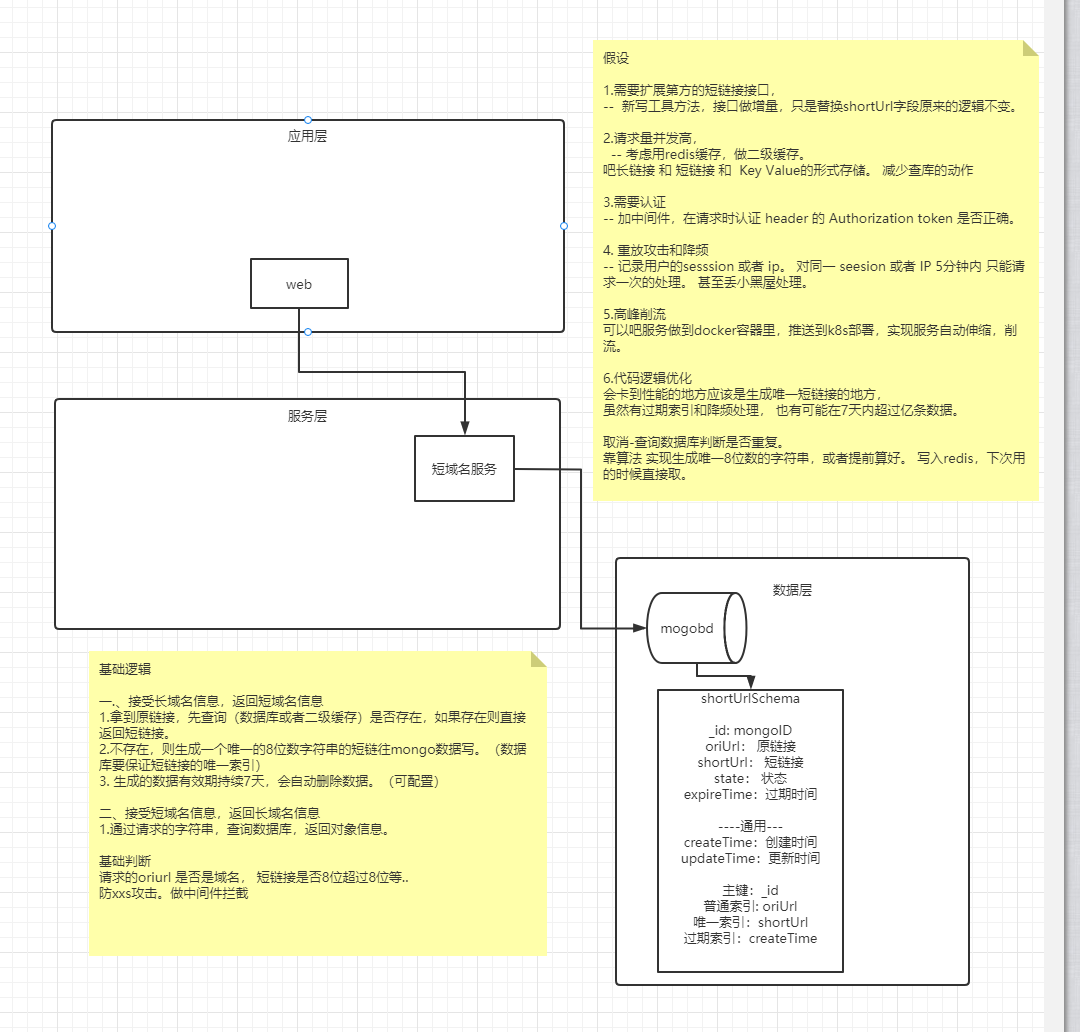 假设
1.需要扩展第方的短链接接口，
-- 新写工具方法，接口做增量，只是替换shortUrl字段原来的逻辑不变。
2.请求量并发高，
-- 考虑用redis缓存，做二级缓存。
吧长链接 和 短链接 和 Key Value的形式存储。 减少查库的动作
3.需要认证
-- 加中间件，在请求时认证 header 的 Authorization token 是否正确。
4. 重放攻击和降频
-- 记录用户的sesssion 或者 ip。 对同一 seesion 或者 IP 5分钟内 只能请
求一次的处理。 甚至丢小黑屋处理。
5.高峰削流
可以吧服务做到docker容器里，推送到k8s部署，实现服务自动伸缩，削
流。
6.代码逻辑优化
会卡到性能的地方应该是生成唯一短链接的地方，
虽然有过期索引和降频处理， 也有可能在7天内超过亿条数据。
取消-查询数据库判断是否重复。
靠算法 实现生成唯一8位数的字符串，或者提前算好。 写入redis，下次用
的时候直接取。
应用层
web
服务层
短域名服务
数据层
mogobd
shortUrlSchema
_id: mongoID
oriUrl： 原链接
shortUrl： 短链接
state： 状态
expireTime：过期时间
----通用---
createTime：创建时间
updateTime：更新时间
主键：_id
普通索引: oriUrl
唯一索引：shortUrl
过期索引：createTime
基础逻辑
一.、接受长域名信息，返回短域名信息
1.拿到原链接，先查询（数据库或者二级缓存）是否存在，如果存在则直接
返回短链接。
2.不存在，则生成一个唯一的8位数字符串的短链往mongo数据写。（数据
库要保证短链接的唯一索引）
3. 生成的数据有效期持续7天，会自动删除数据。（可配置）
二、接受短域名信息，返回长域名信息
1.通过请求的字符串，查询数据库，返回对象信息。
基础判断
请求的oriurl 是否是域名， 短链接是否8位超过8位等..
防xxs攻击。做中间件拦截